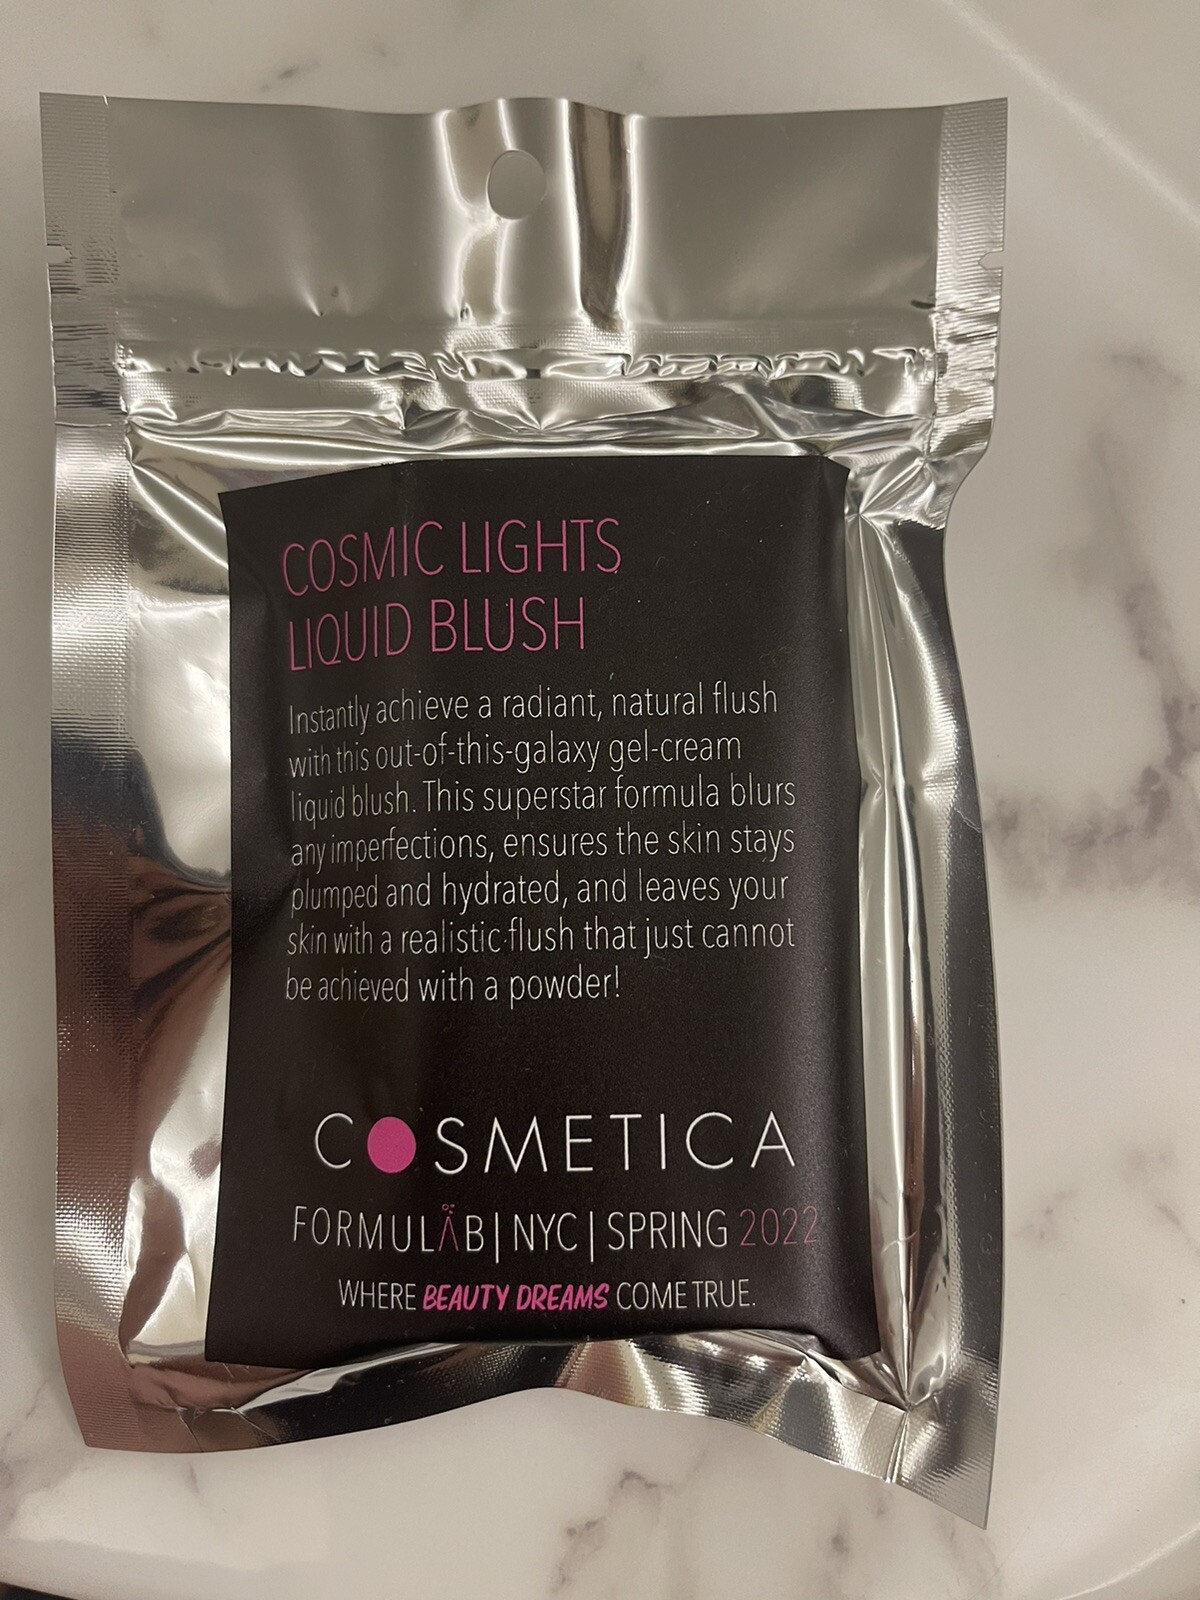 COSMIC LIGHTS
LIQUID BLUSH
Instantly achieve a radiant, natural flush
with this out-of-this-galaxy gel-cream
liquid blush. This superstar formula blurs
any imperfections, ensures the skin stays
plumped and hydrated, and leaves your
skin with a realistic flush that just cannot
be achieved with a powder!
COSMETICA
FORMULÄB|NYC|SPRING 2022
WHERE BEAUTY DREAMS COME TRUE.